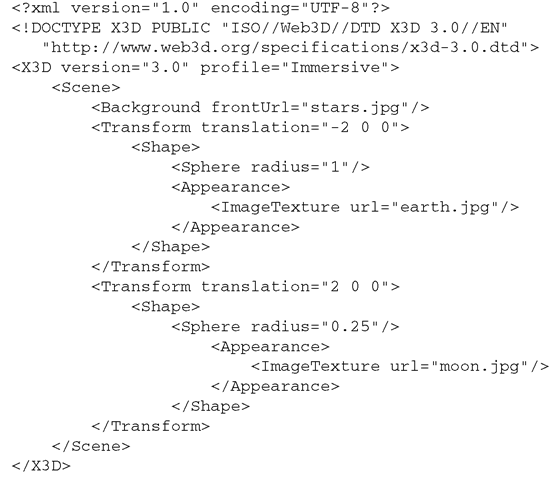 <?xml version="1.0" encoding="UTF-8"?>
<!DOCTYPE X3D PUBLIC "ISO//Web3D//DTD X3D 3.0//EN"
   "http://www.web3d.org/specifications/x3d-3.0.dtd">
<X3D version="3.0" profile="Immersive">
    <Scene>
        <Background frontUrl="stars.jpg"/>
        <Transform translation="-2 0 0">
            <Shape>
                <Sphere radius="1"/>
                <Appearance>
                    <ImageTexture url="earth.jpg"/>
                </Appearance>
            </Shape>
        </Transform>
        <Transform translation="2 0 0">
            <Shape>
                <Sphere radius="0.25"/>
                    <Appearance>
                        <ImageTexture url="moon.jpg"/>
                    </Appearance>
                </Shape>
        </Transform>
    </Scene>
</X3D>